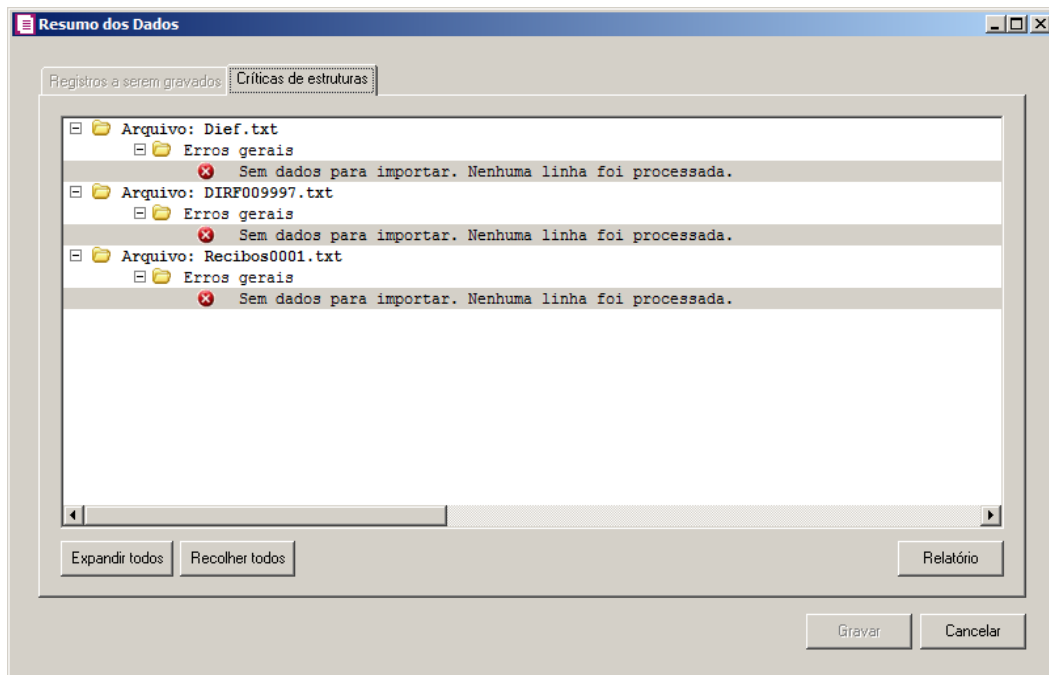 Resumo dos Dados
Registros a serem gravados
Críticas de estruturas
Arquivo: Dief.txt
Erros gerais
Sem dados para importar. Nenhuma linha foi processada.
Arquivo: DIRF009997.txt
Erros gerais
Sem dados para importar. Nenhuma linha foi processada.
Arquivo: Recibos0001.txt
Erros gerais
Sem dados para importar. Nenhuma linha foi processada.
Expandir todos
Recolher todos
Relatório
Gravar
Cancelar